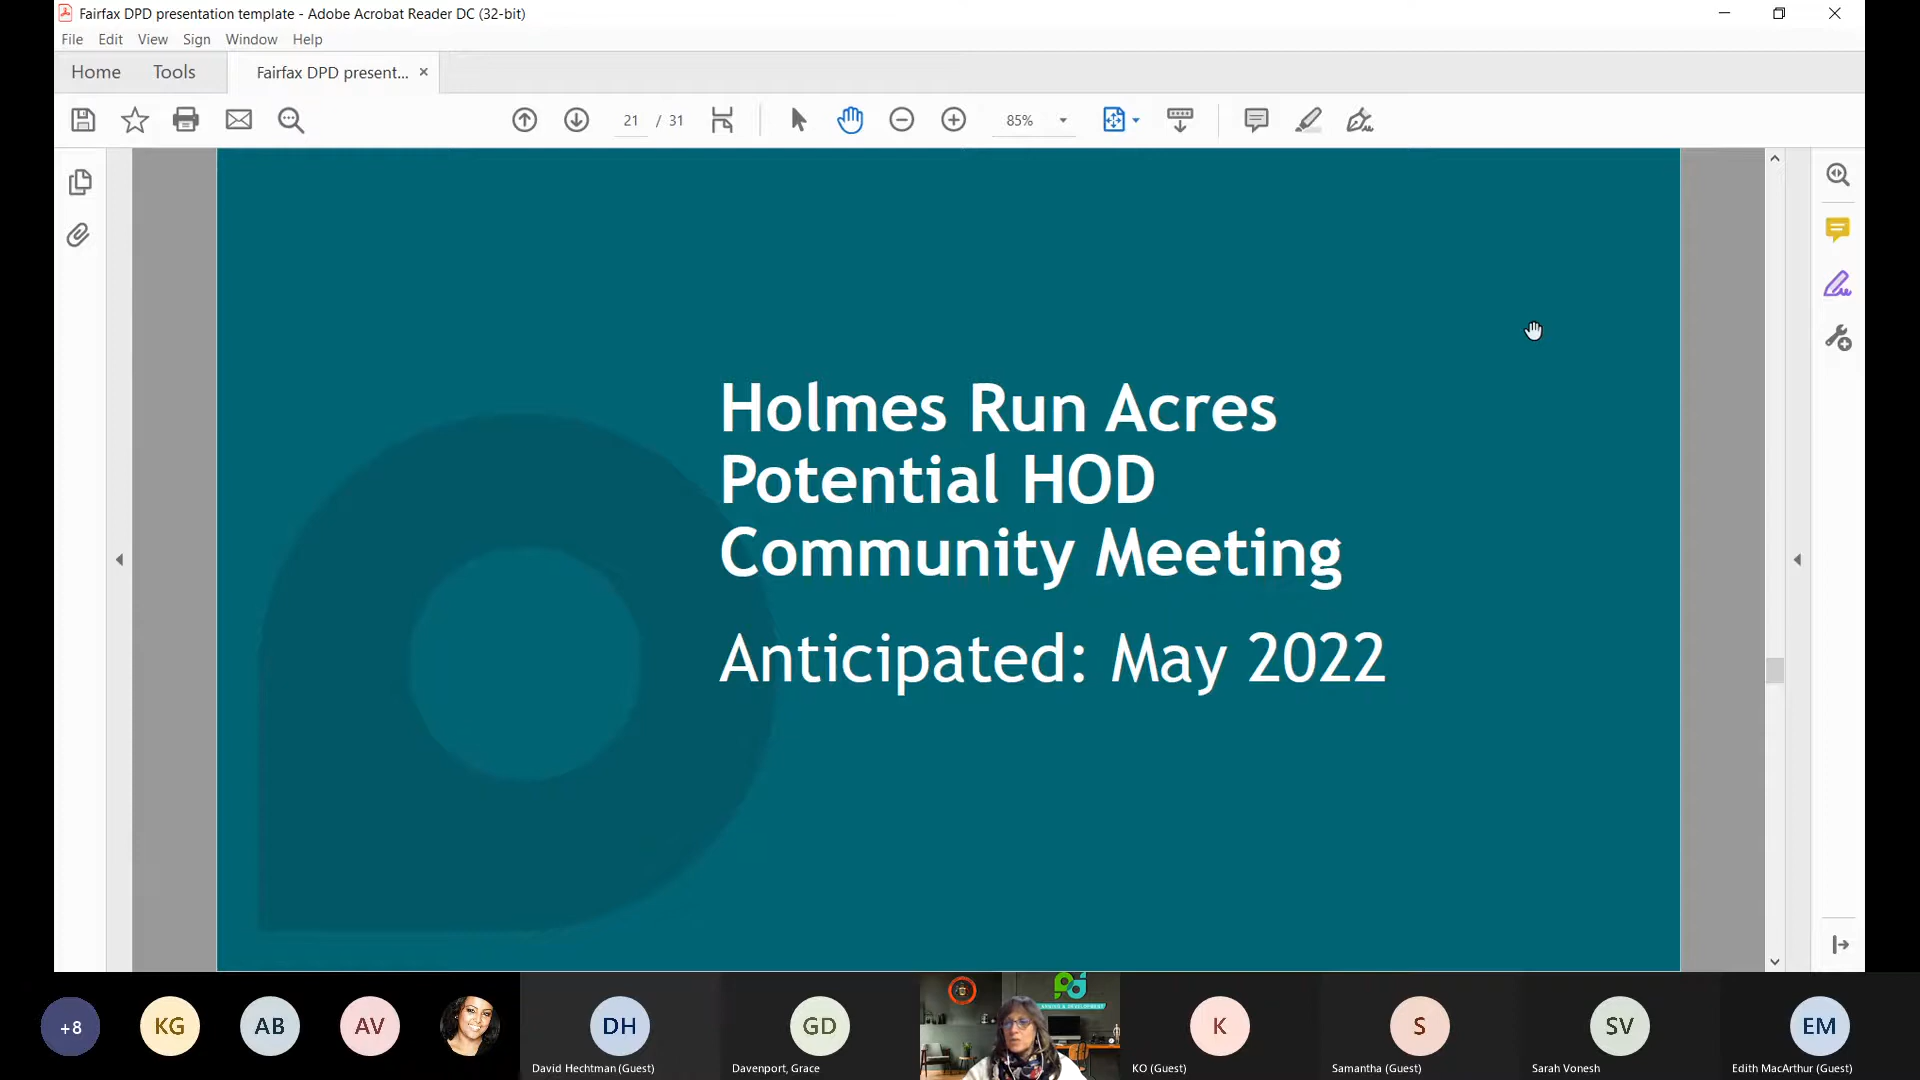 Fairfax DPD presentation template - Adobe Acrobat Reader DC (32-bit)
File Edit View Sign Window Help
Home Tools Fairfax DPD present... ×
21 / 31 85%
Holmes Run Acres
Potential HOD
Community Meeting
Anticipated: May 2022
+8 KG AB AV DH GD K S SV EM
David Hechtman (Guest) Davenport, Grace KO (Guest) Samantha (Guest) Sarah Vonesh Edith MacArthur (Guest)